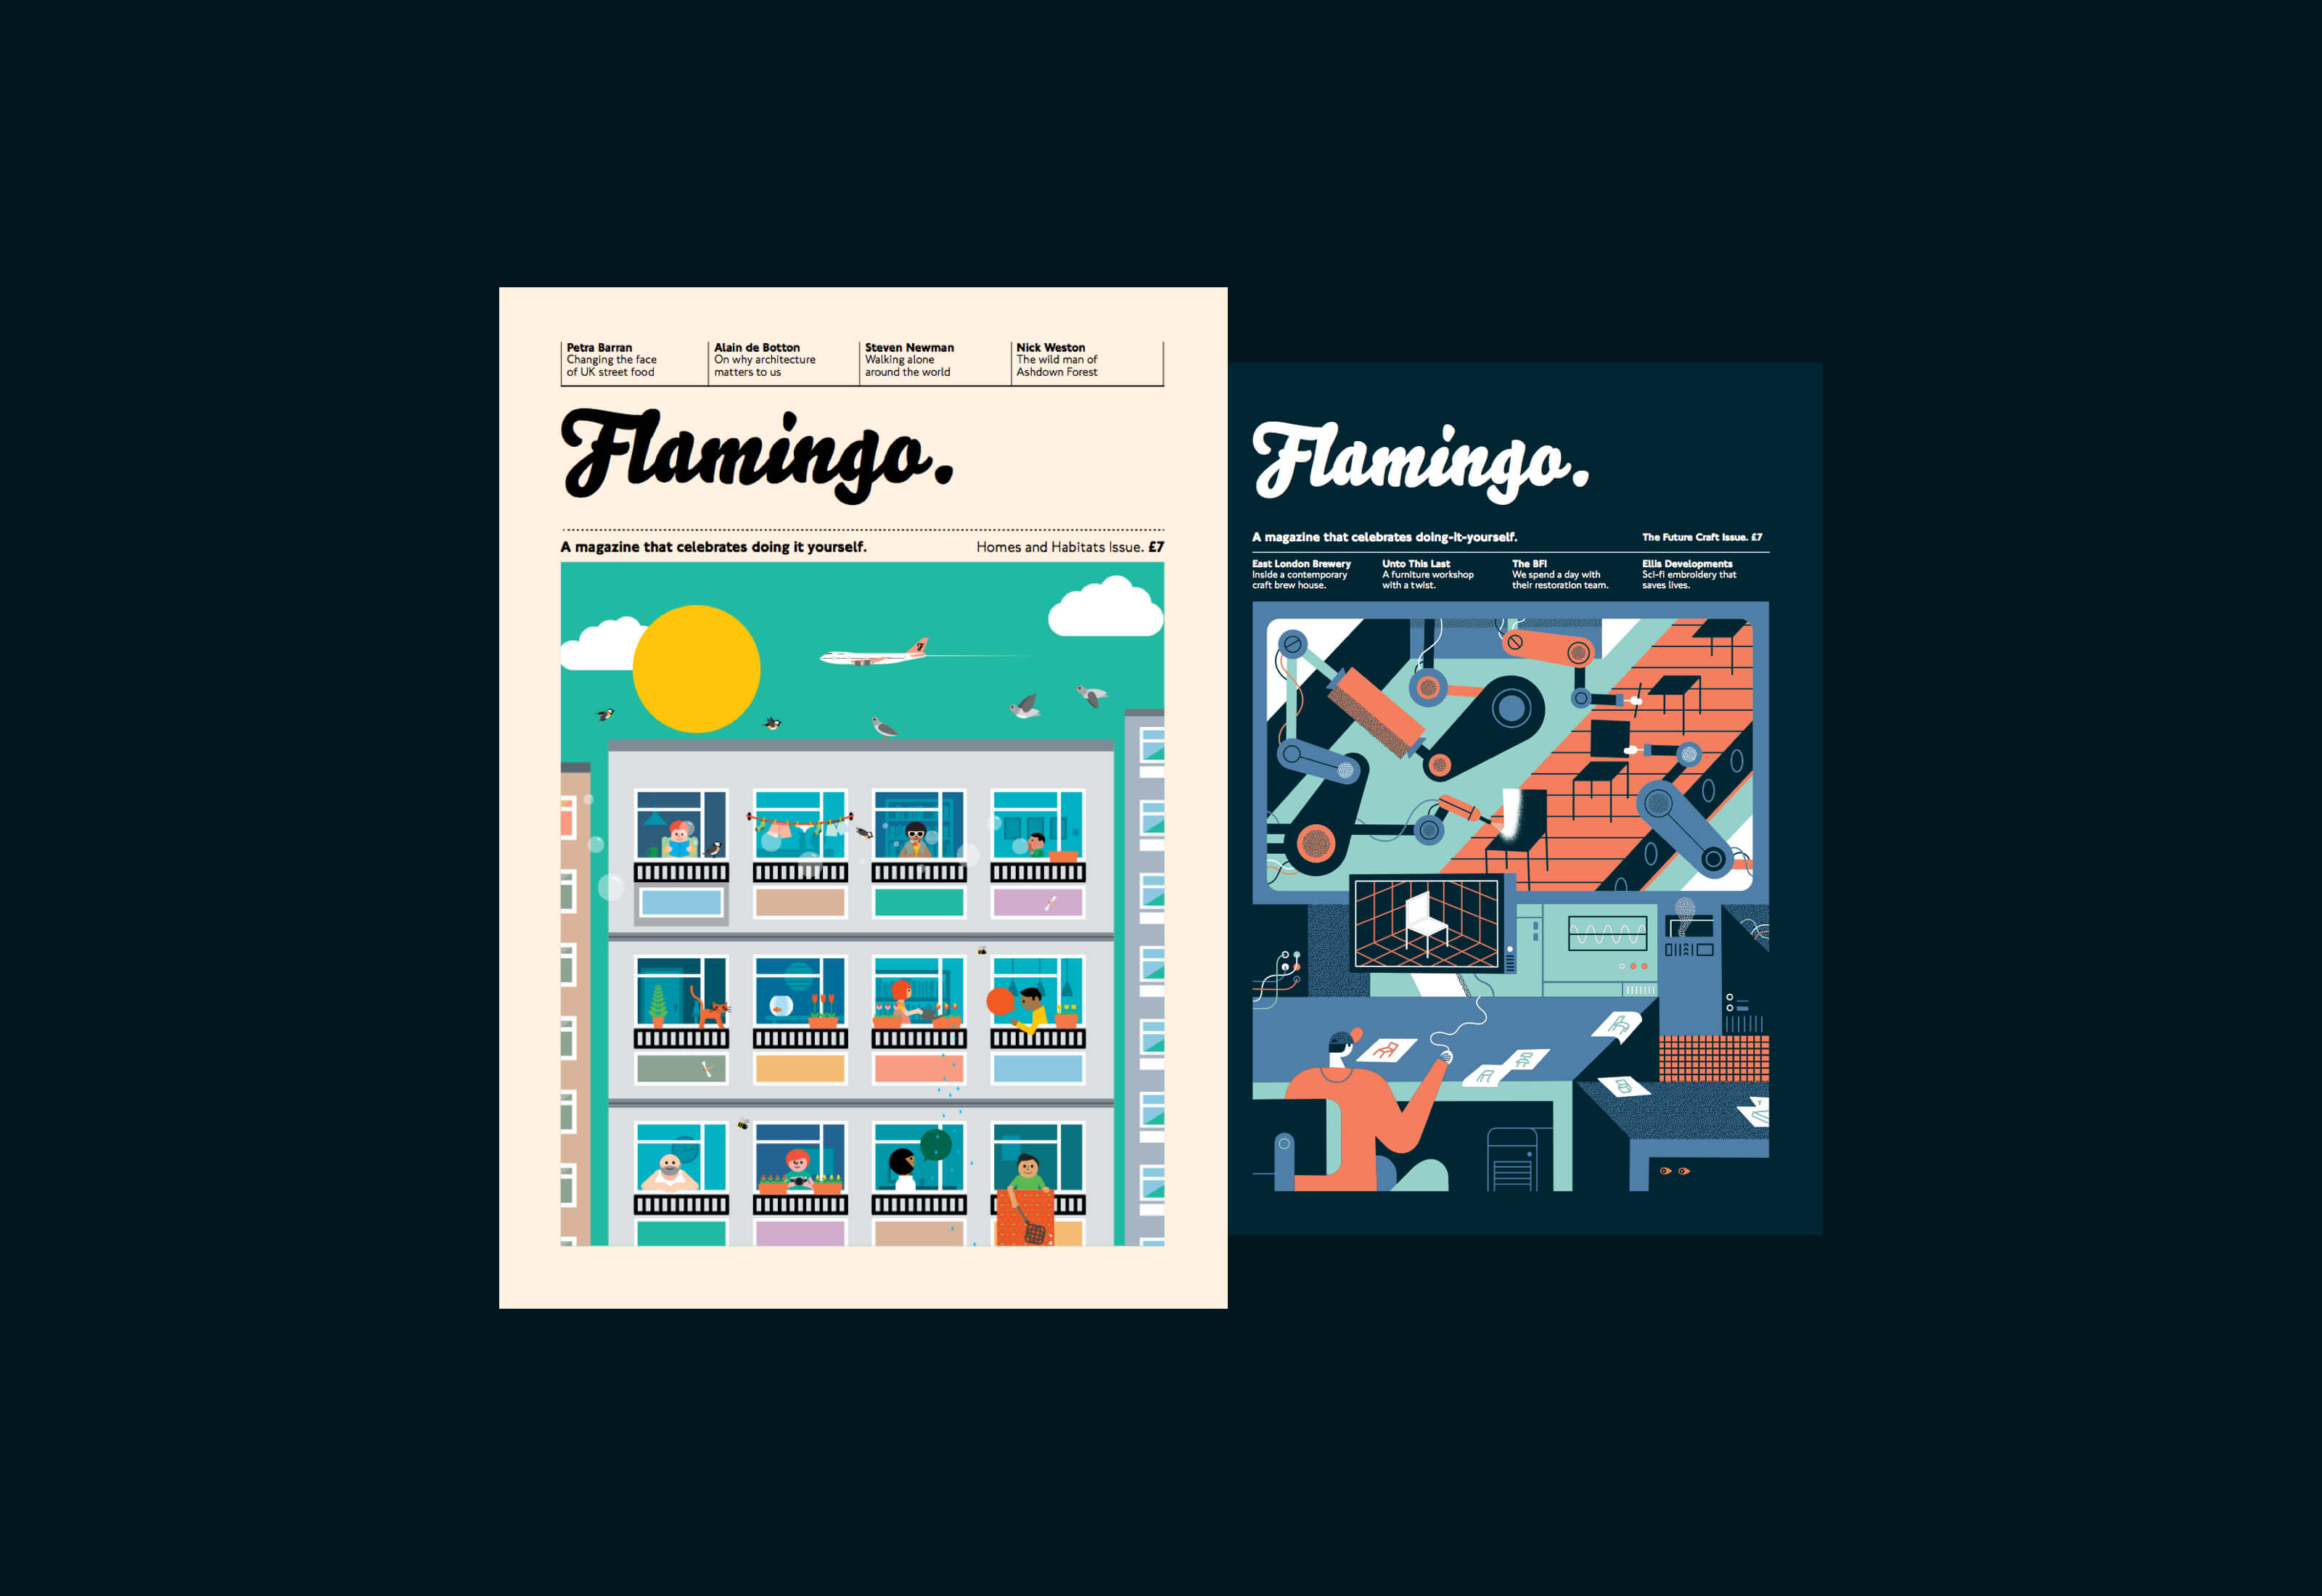 Petra Barran
Changing the face
of UK street food
Alain de Botton
On why architecture
matters to us
Steven Newman
Walking alone
around the world
Nick Weston
The wild man of
Ashdown Forest
Flamingo.
A magazine that celebrates doing it yourself.
Homes and Habitats Issue. £7
Flamingo.
A magazine that celebrates doing-it-yourself.
The Future Craft Issue. £7
East London Brewery
Inside a contemporary
craft brew house.
Unto This Last
A furniture workshop
with a twist.
The BFI
We spend a day with
their restoration team.
Ellis Developments
Sci-fi embroidery that
saves lives.